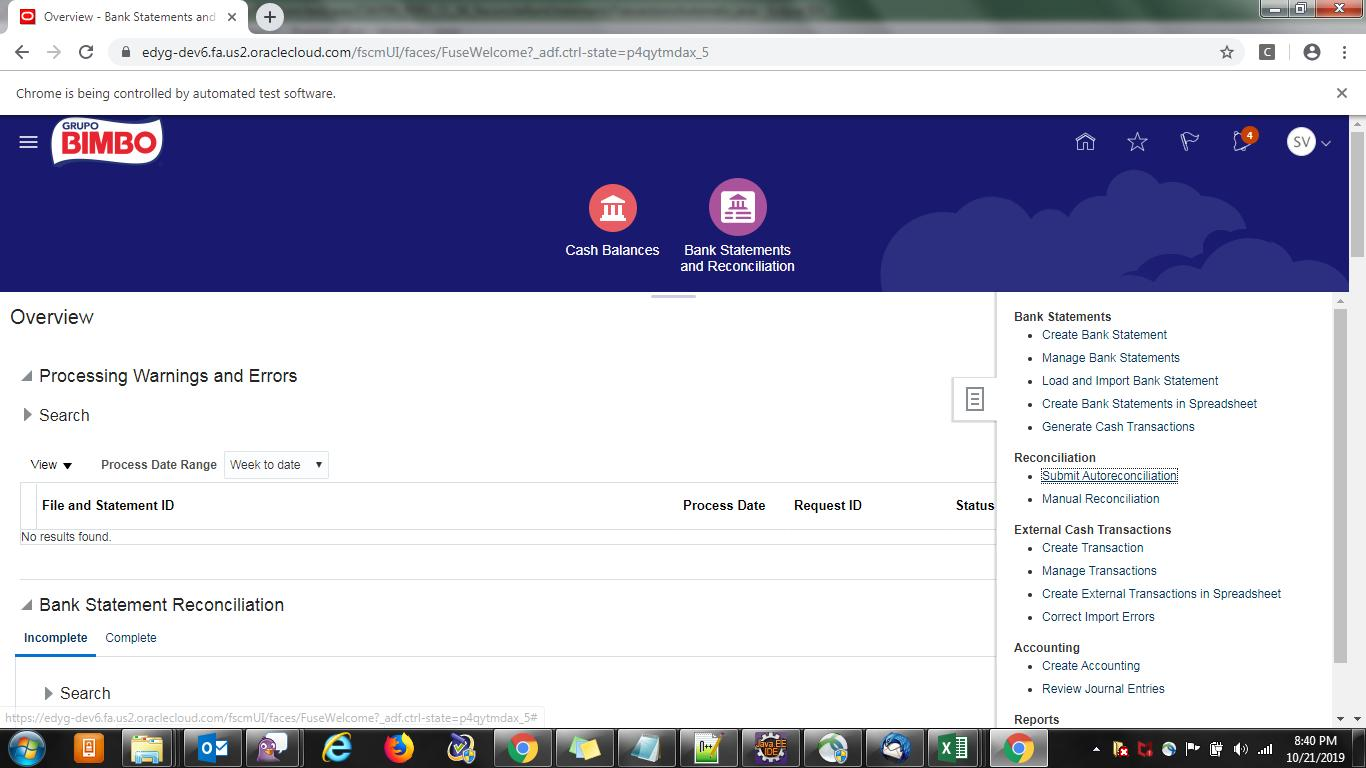 Overview - Bank Statements and
edyg-dev6.fa.us2.oraclecloud.com/fscmUI/faces/FuseWelcome?_adf.ctrl-state=p4qytmdax_5
C
Chrome is being controlled by automated test software.
GRUPO
BIMBO
4
SV
Cash Balances
Bank Statements
and Reconciliation
Overview
Processing Warnings and Errors
Search
View
Process Date Range
Week to date
File and Statement ID
Process Date
Request ID
Status
No results found.
Bank Statement Reconciliation
Incomplete
Complete
Search
Bank Statements
Create Bank Statement
Manage Bank Statements
Load and Import Bank Statement
Create Bank Statements in Spreadsheet
Generate Cash Transactions
Reconciliation
Submit Autoreconciliation
Manual Reconciliation
External Cash Transactions
Create Transaction
Manage Transactions
Create External Transactions in Spreadsheet
Correct Import Errors
Accounting
Create Accounting
Review Journal Entries
Reports
https://edyg-dev6.fa.us2.oraclecloud.com/fscmUI/faces/FuseWelcome?_adf.ctrl-state=p4qytmdax_5#
Java EE
IDE
8:40 PM
10/21/2019